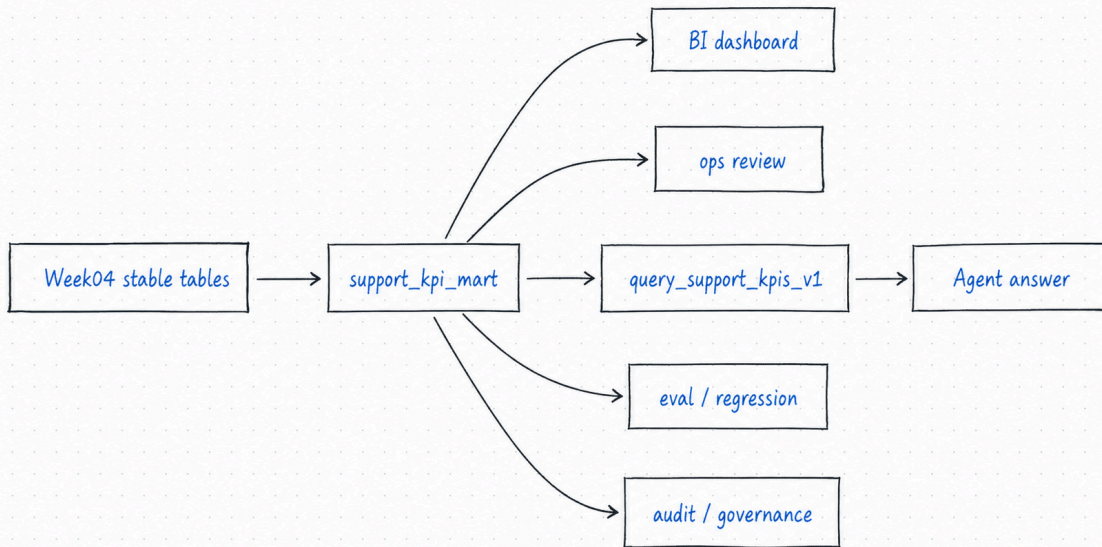 BI dashboard
ops review
Week04 stable tables
support_kpi_mart
query_support_kpis_v1
Agent answer
eval / regression
audit / governance